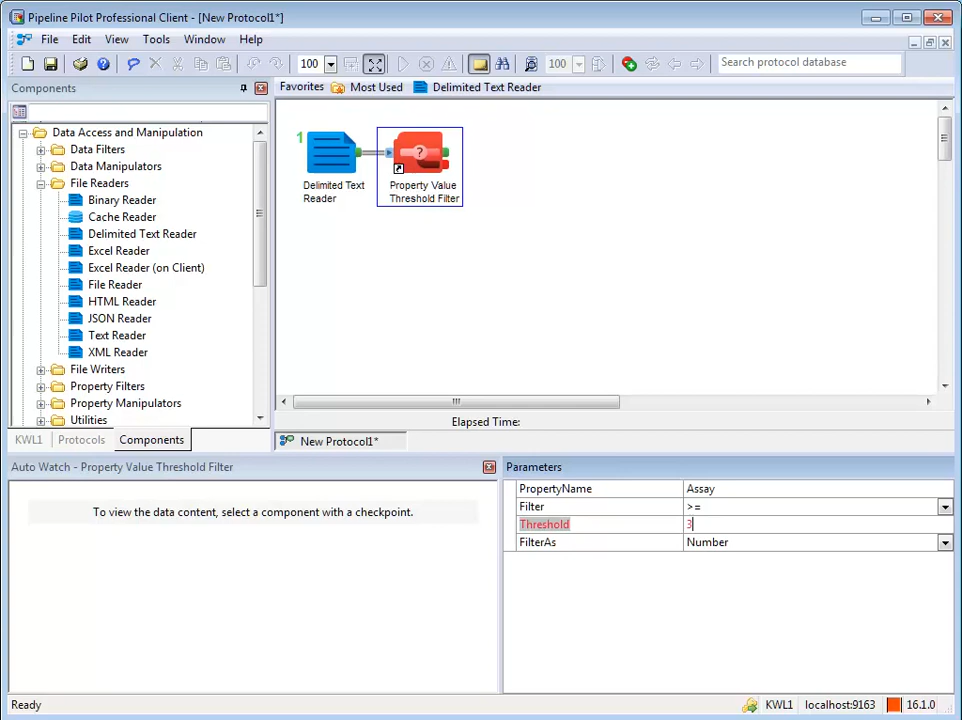 Pipeline Pilot Professional Client - [New Protocol1*]
File Edit View Tools Window Help
100 100 Search protocol database
Components
Favorites Most Used Delimited Text Reader
Data Access and Manipulation
Data Filters
Data Manipulators
File Readers
Binary Reader
Cache Reader
Delimited Text Reader
Excel Reader
Excel Reader (on Client)
File Reader
HTML Reader
JSON Reader
Text Reader
XML Reader
File Writers
Property Filters
Property Manipulators
Utilities
KWL1 Protocols Components
1
?
Delimited Text
Reader
Property Value
Threshold Filter
Elapsed Time:
New Protocol1*
Auto Watch - Property Value Threshold Filter
To view the data content, select a component with a checkpoint.
Parameters
PropertyName Assay
Filter >=
Threshold 3
FilterAs Number
Ready KWL1 localhost:9163 16.1.0